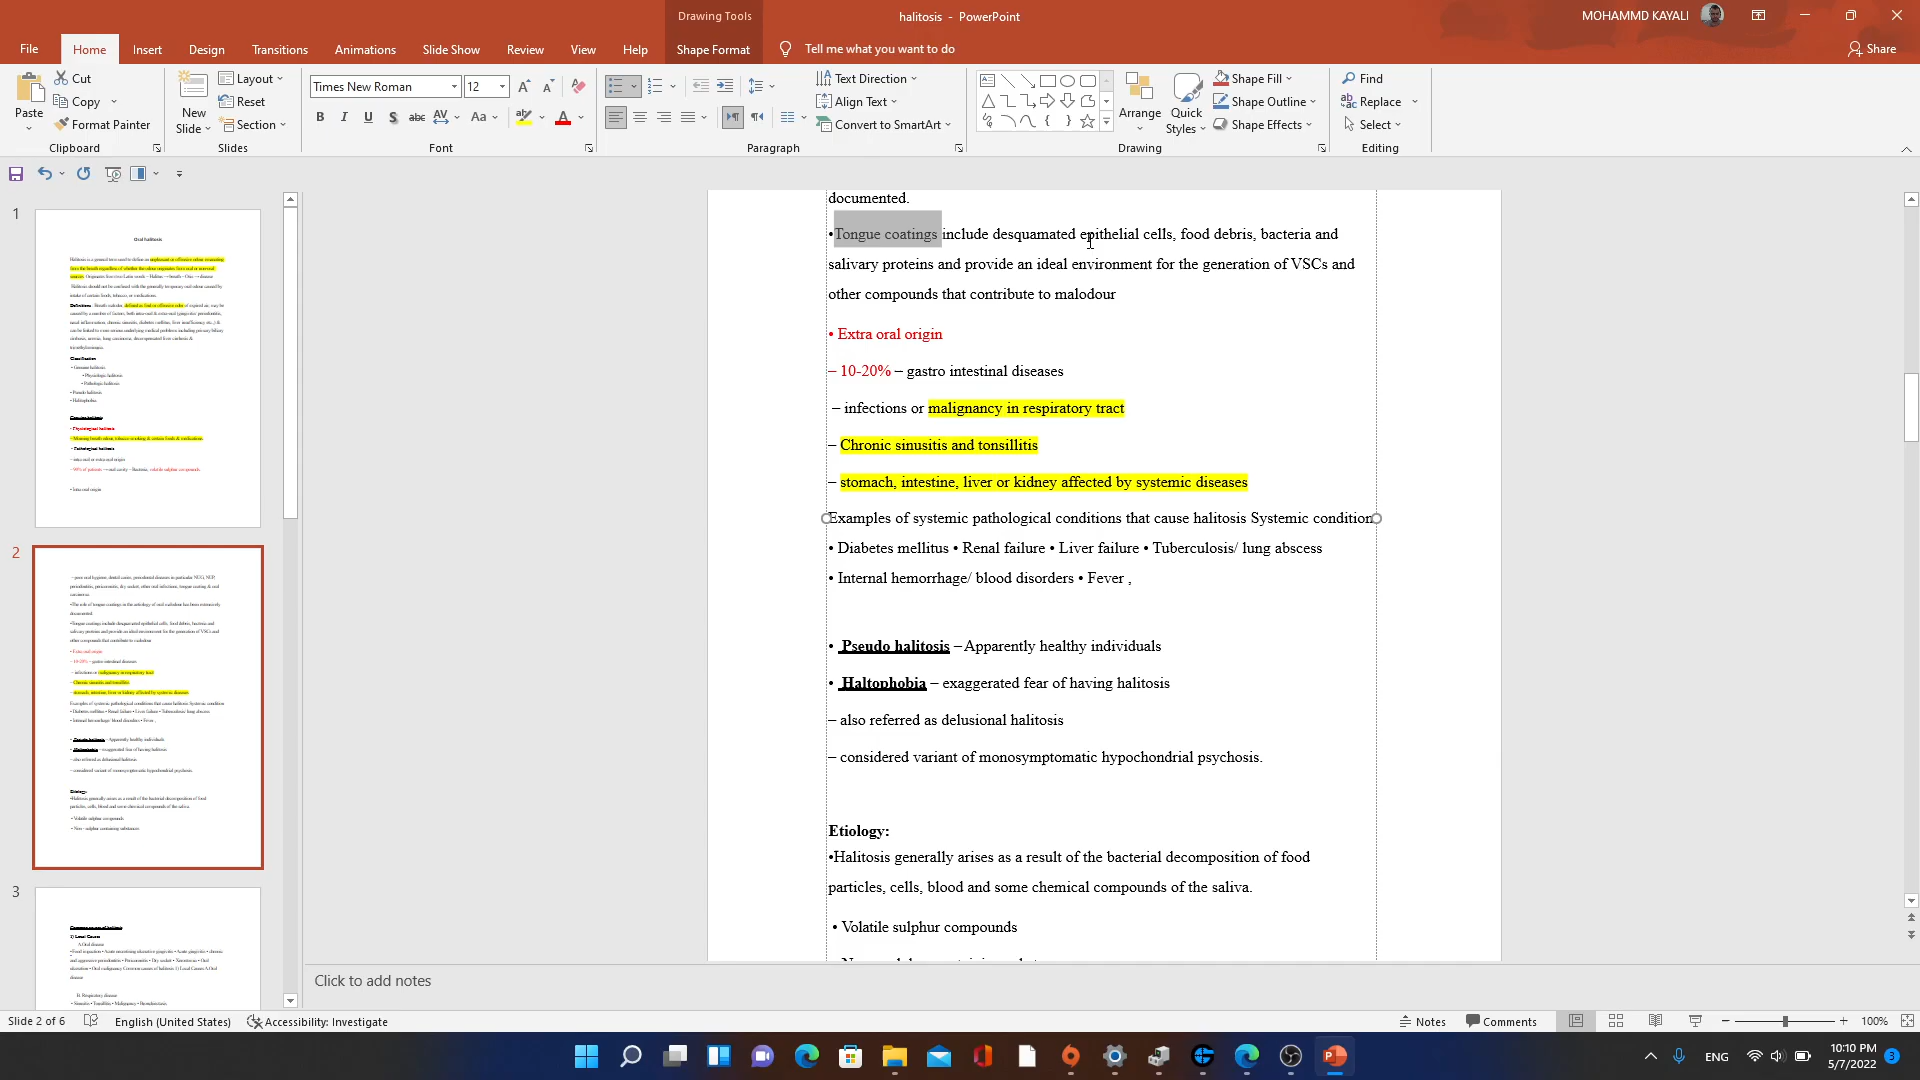 Drawing Tools
halitosis - PowerPoint
MOHAMMD KAYALI
File Home Insert Design Transitions Animations Slide Show Review View Help Shape Format Tell me what you want to do Share
Paste
Cut
Copy
Format Painter
Clipboard
New Slide
Layout
Reset
Section
Slides
Times New Roman 12
B I U S abc AV Aa A
Font
Text Direction
Align Text
Convert to SmartArt
Paragraph
Arrange
Quick Styles
Shape Fill
Shape Outline
Shape Effects
Drawing
Find
Replace
Select
Editing
1
Oral halitosis
Classification
2
Etiology:
3
documented.
•Tongue coatings include desquamated epithelial cells, food debris, bacteria and
salivary proteins and provide an ideal environment for the generation of VSCs and
other compounds that contribute to malodour
• Extra oral origin
– 10-20% – gastro intestinal diseases
– infections or malignancy in respiratory tract
– Chronic sinusitis and tonsillitis
– stomach, intestine, liver or kidney affected by systemic diseases
Examples of systemic pathological conditions that cause halitosis Systemic condition
• Diabetes mellitus • Renal failure • Liver failure • Tuberculosis/ lung abscess
• Internal hemorrhage/ blood disorders • Fever ,
• Pseudo halitosis – Apparently healthy individuals
• Haltophobia – exaggerated fear of having halitosis
– also referred as delusional halitosis
– considered variant of monosymptomatic hypochondrial psychosis.
Etiology:
•Halitosis generally arises as a result of the bacterial decomposition of food
particles, cells, blood and some chemical compounds of the saliva.
• Volatile sulphur compounds
Click to add notes
Slide 2 of 6 English (United States) Accessibility: Investigate Notes Comments 100%
ENG
10:10 PM
5/7/2022
3